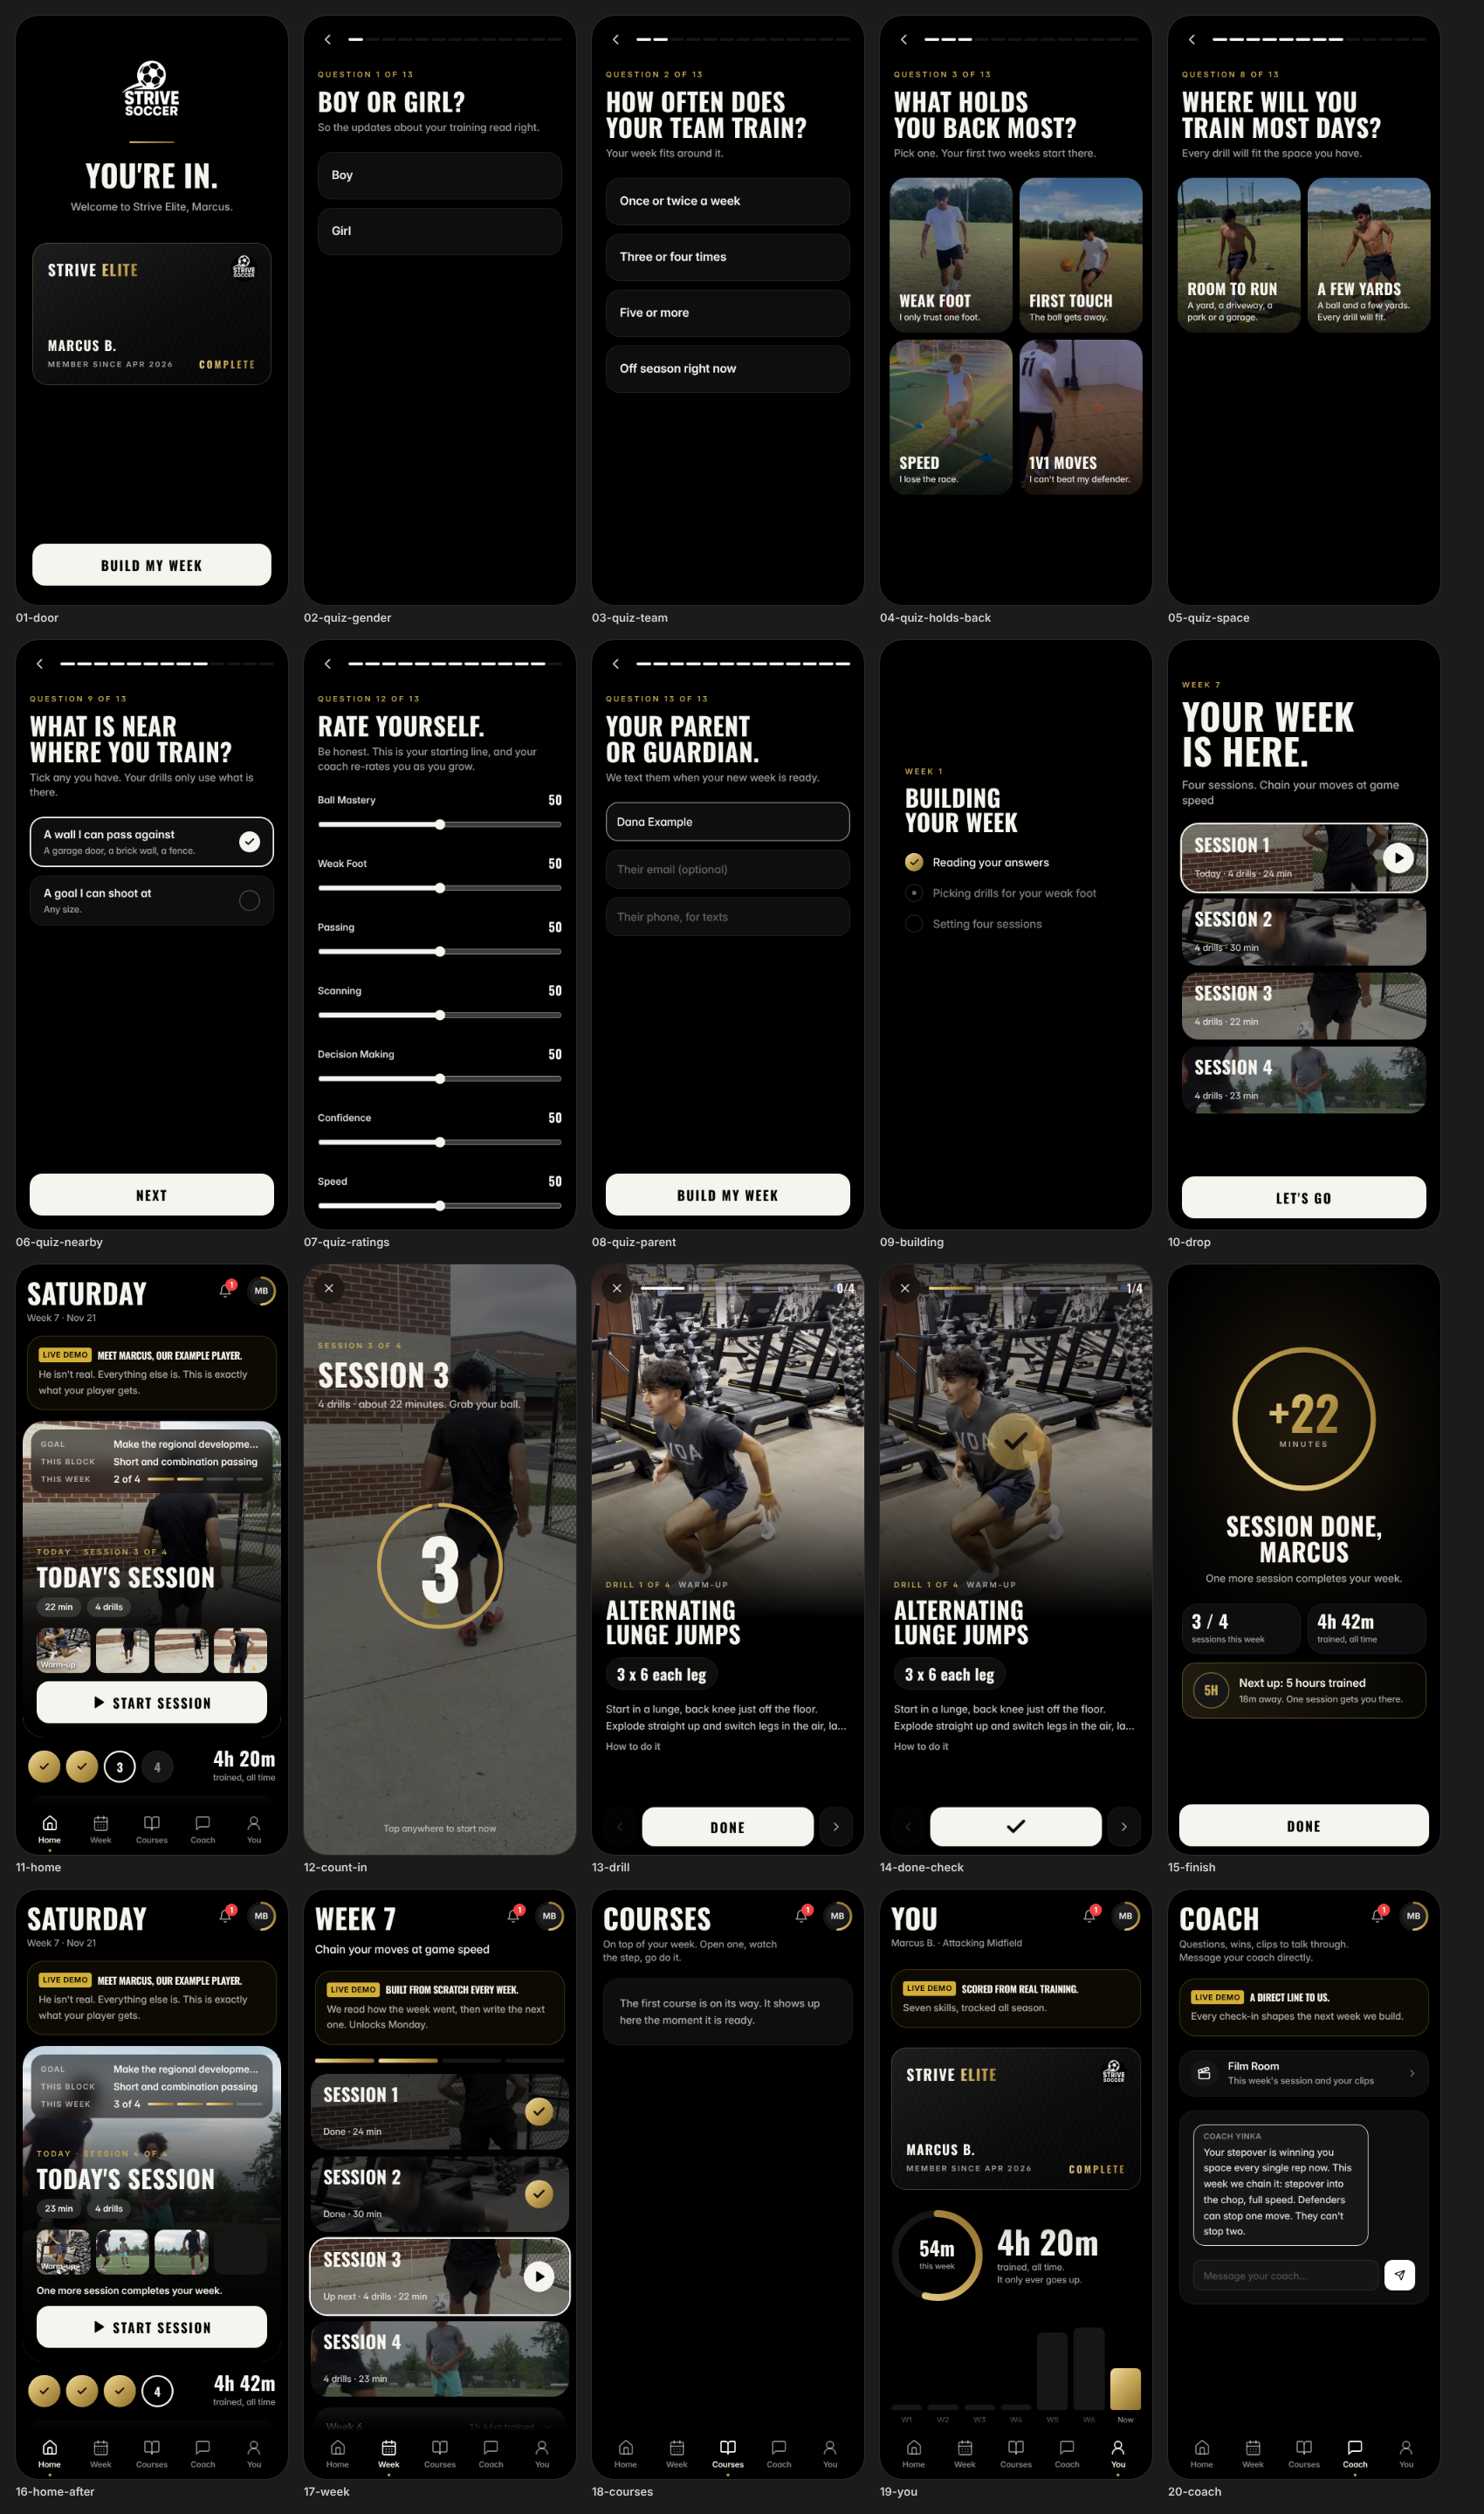 STRIVE
SOCCER
YOU'RE IN.
Welcome to Strive Elite, Marcus.
STRIVE ELITE
STRIVE
SOCCER
MARCUS B.
MEMBER SINCE APR 2026
COMPLETE
BUILD MY WEEK
01-door
QUESTION 1 OF 13
BOY OR GIRL?
So the updates about your training read right.
Boy
Girl
02-quiz-gender
QUESTION 2 OF 13
HOW OFTEN DOES
YOUR TEAM TRAIN?
Your week fits around it.
Once or twice a week
Three or four times
Five or more
Off season right now
03-quiz-team
QUESTION 3 OF 13
WHAT HOLDS
YOU BACK MOST?
Pick one. Your first two weeks start there.
WEAK FOOT
I only trust one foot.
FIRST TOUCH
The ball gets away.
SPEED
I lose the race.
1V1 MOVES
I can't beat my defender.
04-quiz-holds-back
QUESTION 8 OF 13
WHERE WILL YOU
TRAIN MOST DAYS?
Every drill will fit the space you have.
ROOM TO RUN
A yard, a driveway, a
park or a garage.
A FEW YARDS
A ball and a few yards.
Every drill will fit.
05-quiz-space
QUESTION 9 OF 13
WHAT IS NEAR
WHERE YOU TRAIN?
Tick any you have. Your drills only use what is
there.
A wall I can pass against
A garage door, a brick wall, a fence.
A goal I can shoot at
Any size.
NEXT
06-quiz-nearby
QUESTION 12 OF 13
RATE YOURSELF.
Be honest. This is your starting line, and your
coach re-rates you as you grow.
Ball Mastery 50
Weak Foot 50
Passing 50
Scanning 50
Decision Making 50
Confidence 50
Speed 50
07-quiz-ratings
QUESTION 13 OF 13
YOUR PARENT
OR GUARDIAN.
We text them when your new week is ready.
Dana Example
Their email (optional)
Their phone, for texts
BUILD MY WEEK
08-quiz-parent
WEEK 1
BUILDING
YOUR WEEK
Reading your answers
Picking drills for your weak foot
Setting four sessions
09-building
WEEK 7
YOUR WEEK
IS HERE.
Four sessions. Chain your moves at game
speed
SESSION 1
Today · 4 drills · 24 min
SESSION 2
4 drills · 30 min
SESSION 3
4 drills · 22 min
SESSION 4
4 drills · 23 min
LET'S GO
10-drop
SATURDAY
1
MB
Week 7 · Nov 21
LIVE DEMO MEET MARCUS, OUR EXAMPLE PLAYER.
He isn't real. Everything else is. This is exactly
what your player gets.
GOAL Make the regional developme...
THIS BLOCK Short and combination passing
THIS WEEK 2 of 4
TODAY · SESSION 3 OF 4
TODAY'S SESSION
22 min 4 drills
Warm-up
START SESSION
3 4
4h 20m
trained, all time
Home Week Courses Coach You
11-home
SESSION 3 OF 4
SESSION 3
4 drills · about 22 minutes. Grab your ball.
3
Tap anywhere to start now
12-count-in
0/4
VDA
DRILL 1 OF 4 WARM-UP
ALTERNATING
LUNGE JUMPS
3 x 6 each leg
Start in a lunge, back knee just off the floor.
Explode straight up and switch legs in the air, la...
How to do it
DONE
13-drill
1/4
VDA
DRILL 1 OF 4 WARM-UP
ALTERNATING
LUNGE JUMPS
3 x 6 each leg
Start in a lunge, back knee just off the floor.
Explode straight up and switch legs in the air, la...
How to do it
14-done-check
+22
MINUTES
SESSION DONE,
MARCUS
One more session completes your week.
3 / 4
sessions this week
4h 42m
trained, all time
5H
Next up: 5 hours trained
18m away. One session gets you there.
DONE
15-finish
SATURDAY
1
MB
Week 7 · Nov 21
LIVE DEMO MEET MARCUS, OUR EXAMPLE PLAYER.
He isn't real. Everything else is. This is exactly
what your player gets.
GOAL Make the regional developme...
THIS BLOCK Short and combination passing
THIS WEEK 3 of 4
TODAY · SESSION 4 OF 4
TODAY'S SESSION
23 min 4 drills
Warm-up
One more session completes your week.
START SESSION
4
4h 42m
trained, all time
Home Week Courses Coach You
16-home-after
WEEK 7
1
MB
Chain your moves at game speed
LIVE DEMO BUILT FROM SCRATCH EVERY WEEK.
We read how the week went, then write the next
one. Unlocks Monday.
SESSION 1
Done · 24 min
SESSION 2
Done · 30 min
SESSION 3
Up next · 4 drills · 22 min
SESSION 4
4 drills · 23 min
Week 6 1h 44m trained
Home Week Courses Coach You
17-week
COURSES
1
MB
On top of your week. Open one, watch
the step, go do it.
The first course is on its way. It shows up
here the moment it is ready.
Home Week Courses Coach You
18-courses
YOU
1
MB
Marcus B. · Attacking Midfield
LIVE DEMO SCORED FROM REAL TRAINING.
Seven skills, tracked all season.
STRIVE ELITE
STRIVE
SOCCER
MARCUS B.
MEMBER SINCE APR 2026
COMPLETE
54m
this week
4h 20m
trained, all time.
It only ever goes up.
W1 W2 W3 W4 W5 W6 Now
Home Week Courses Coach You
19-you
COACH
1
MB
Questions, wins, clips to talk through.
Message your coach directly.
LIVE DEMO A DIRECT LINE TO US.
Every check-in shapes the next week we build.
Film Room
This week's session and your clips
COACH YINKA
Your stepover is winning you
space every single rep now. This
week we chain it: stepover into
the chop, full speed. Defenders
can stop one move. They can't
stop two.
Message your coach...
Home Week Courses Coach You
20-coach